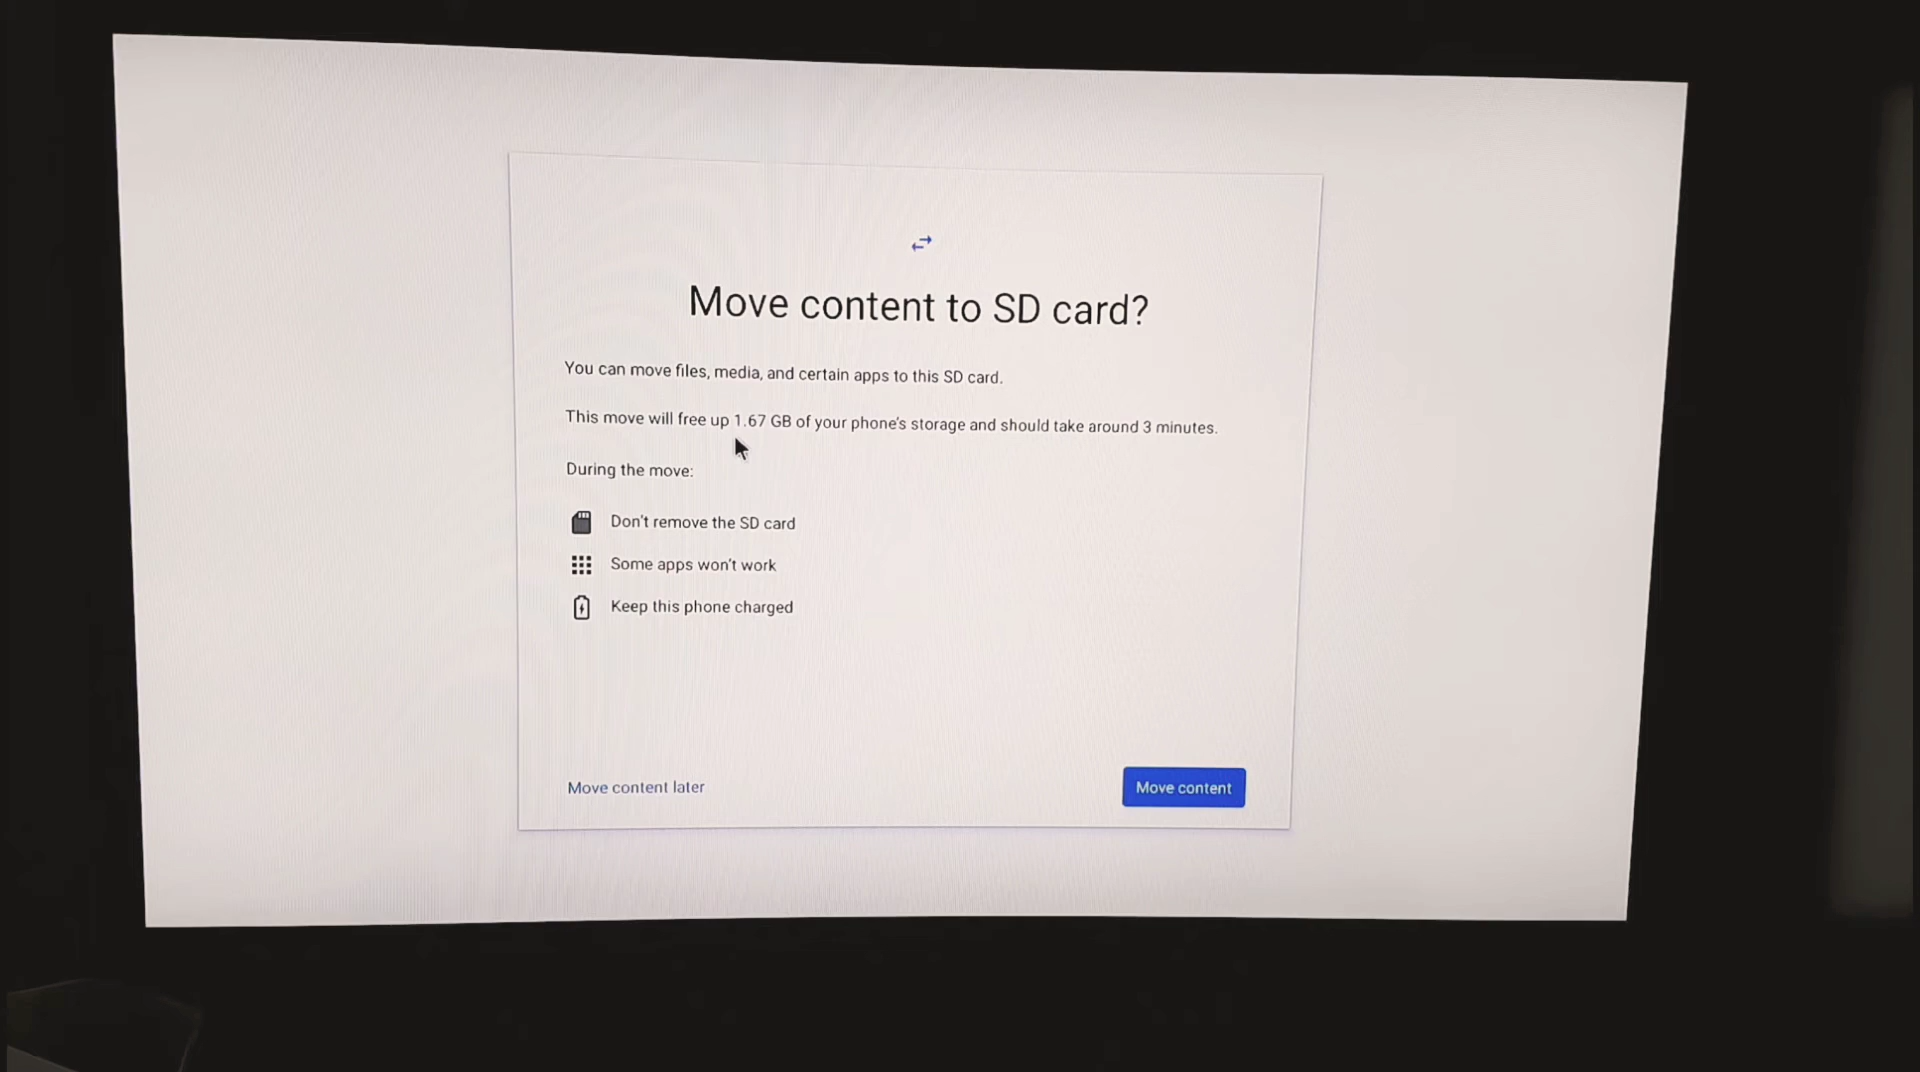 Move content to SD card?
You can move files, media, and certain apps to this SD card.
This move will free up 1.67 GB of your phone's storage and should take around 3 minutes.
During the move:
Don't remove the SD card
Some apps won't work
Keep this phone charged
Move content later
Move content